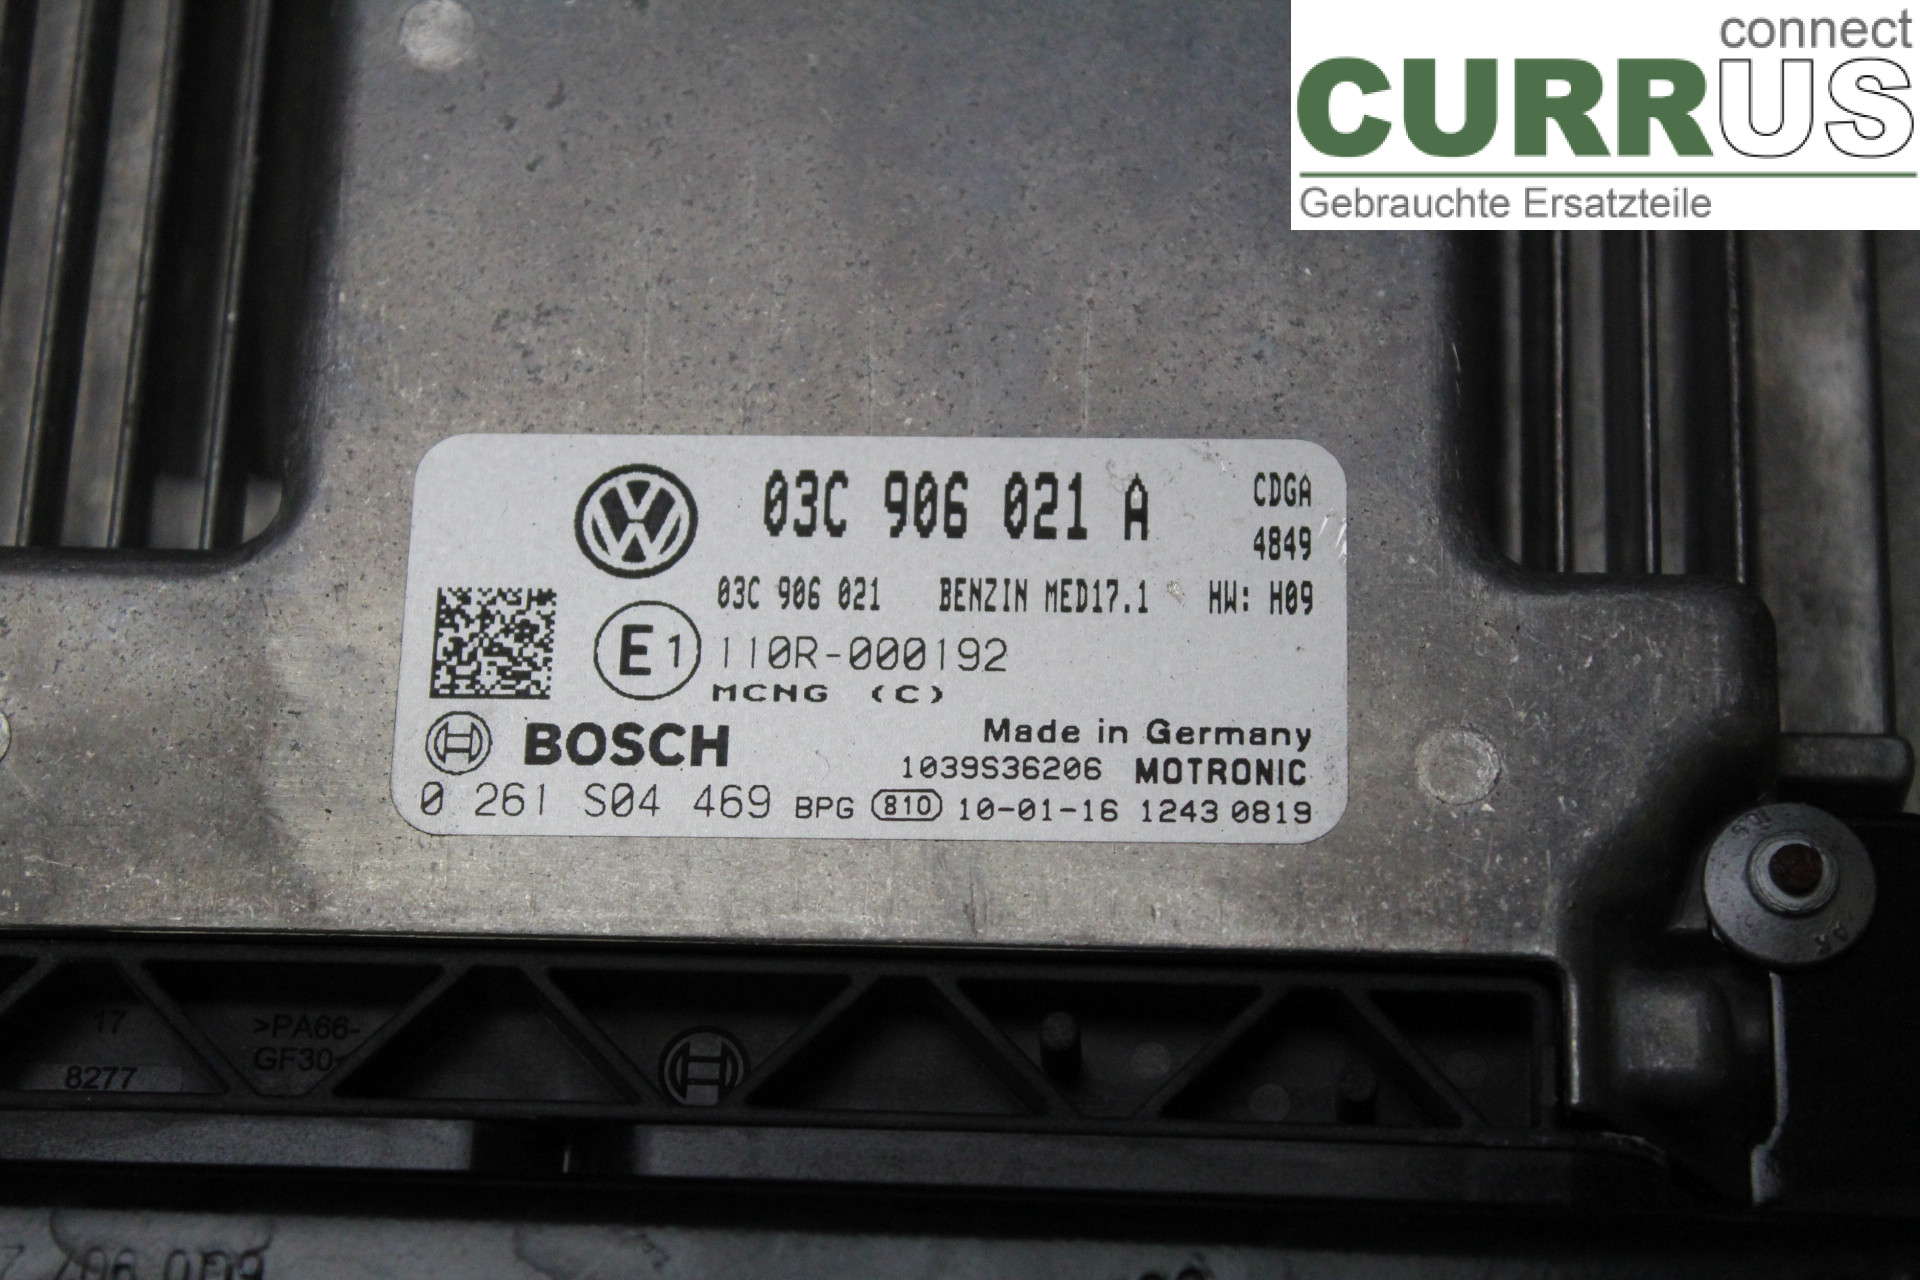 connect
CURRUS
Gebrauchte Ersatzteile
03C 906 021 A CDGA
4849
03C 906 021 BENZIN MED17.1 HW: H09
E1 110R-000192
MCNG (C)
BOSCH Made in Germany
1039S36206 MOTRONIC
0 261 S04 469 BPG 810 10-01-16 1243 0819
17 >PA66-
GF30<
8277